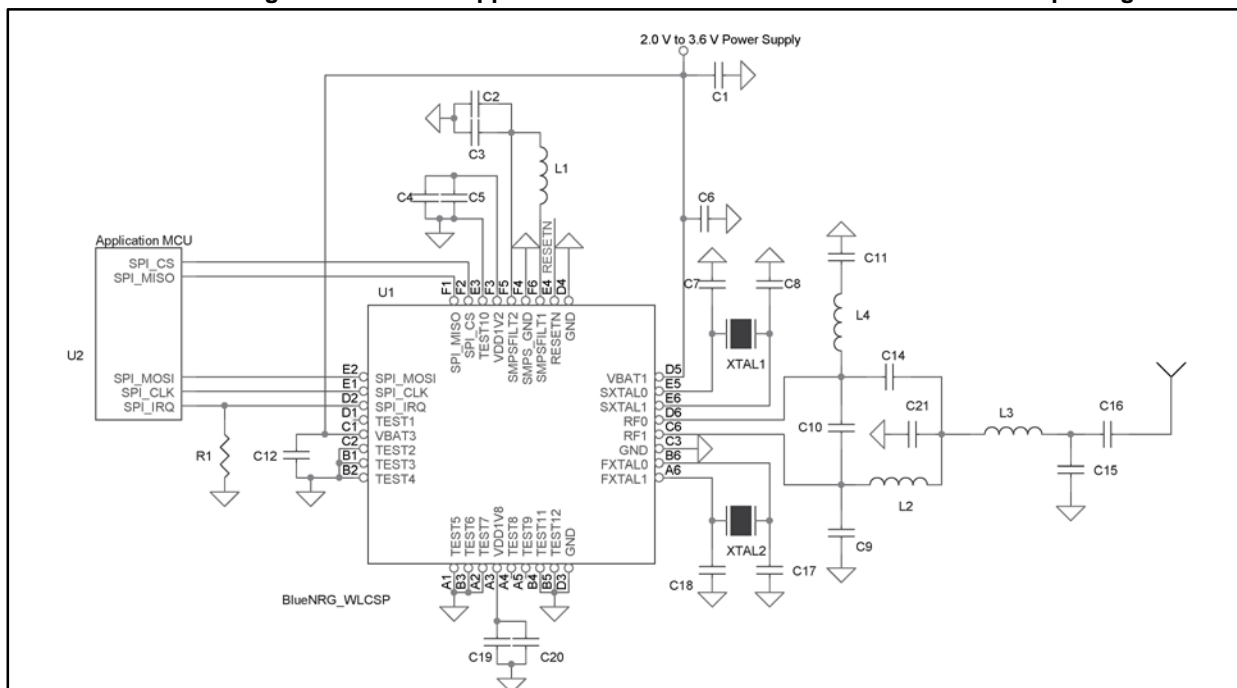 2.0 V to 3.6 V Power Supply
C1
C2
C3
L1
C4
C5
C6
Application MCU
SPI_CS
SPI_MISO
RESETN
C7
C8
C11
L4
U1
F1
F2
E3
F3
F5
F4
F6
E4
D4
SPI_MISO
SPI_CS
TEST10
VDD1V2
SMPSFILT2
SMPS_GND
SMPSFILT1
RESETN
GND
U2
XTAL1
C14
SPI_MOSI
SPI_CLK
SPI_IRQ
E2
E1
D2
D1
C1
C2
B1
B2
SPI_MOSI
SPI_CLK
SPI_IRQ
TEST1
VBAT3
TEST2
TEST3
TEST4
VBAT1
SXTAL0
SXTAL1
RF0
RF1
GND
FXTAL0
FXTAL1
D5
E5
E6
D6
C6
C3
B6
A6
C10
C21
L3
C16
C15
L2
R1
C12
XTAL2
C9
C18
C17
TEST5
TEST6
TEST7
VDD1V8
TEST8
TEST9
TEST11
TEST12
GND
A1
B3
A2
A3
A4
A5
B4
B5
D3
BlueNRG_WLCSP
C19
C20